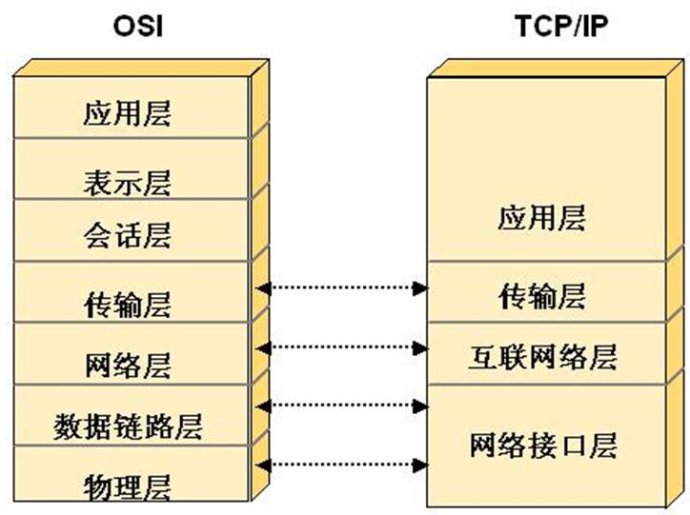 OSI
TCP/IP
应用层
表示层
会话层
传输层
网络层
数据链路层
物理层
应用层
传输层
互联网络层
网络接口层